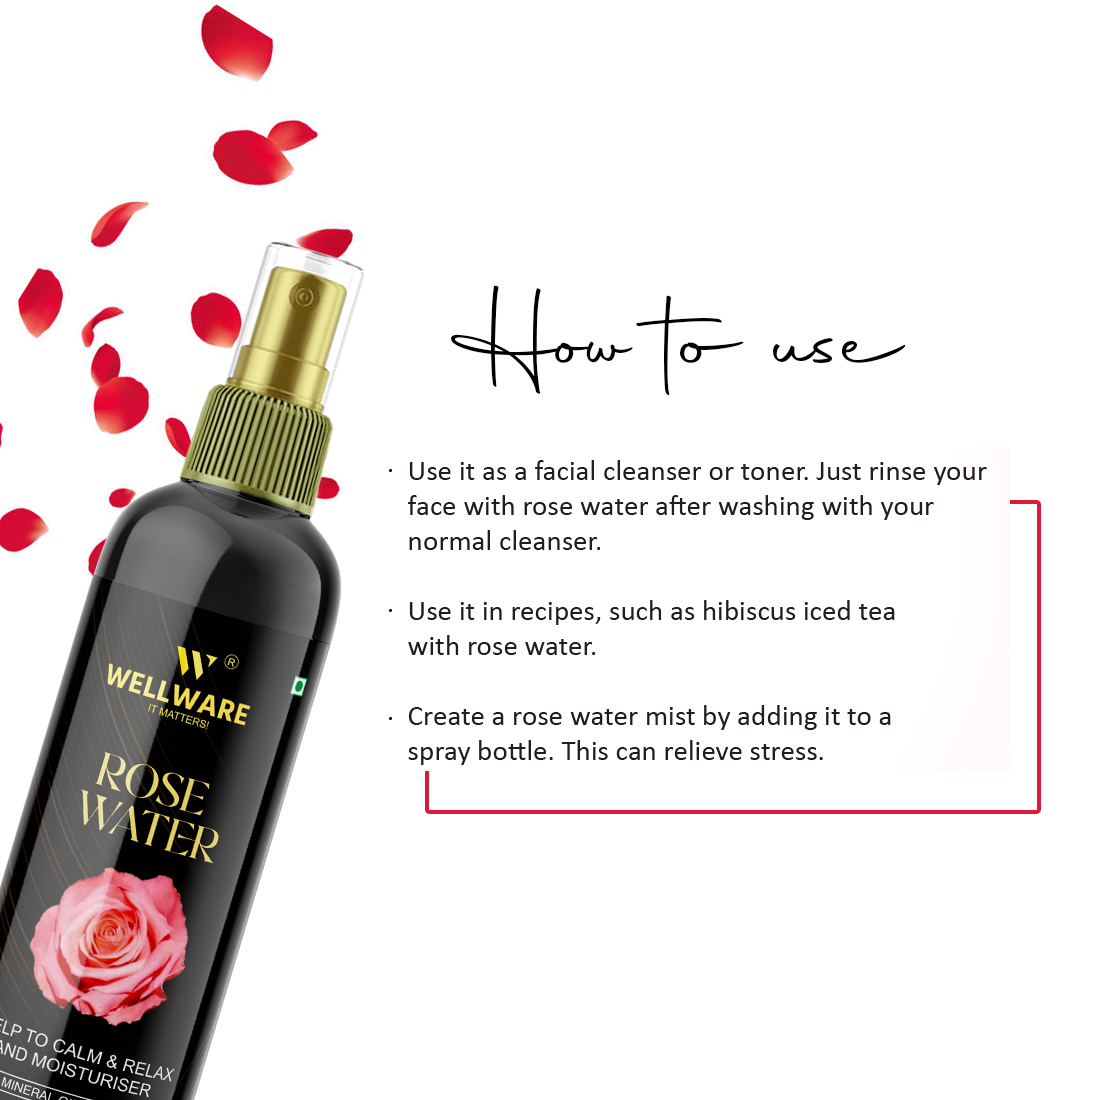 How to use
· Use it as a facial cleanser or toner. Just rinse your
face with rose water after washing with your
normal cleanser.
· Use it in recipes, such as hibiscus iced tea
with rose water.
· Create a rose water mist by adding it to a
spray bottle. This can relieve stress.
W ®
WELLWARE
IT MATTERS!
ROSE
WATER
TO CALM & RELAX
AND MOISTURISER
MINERAL